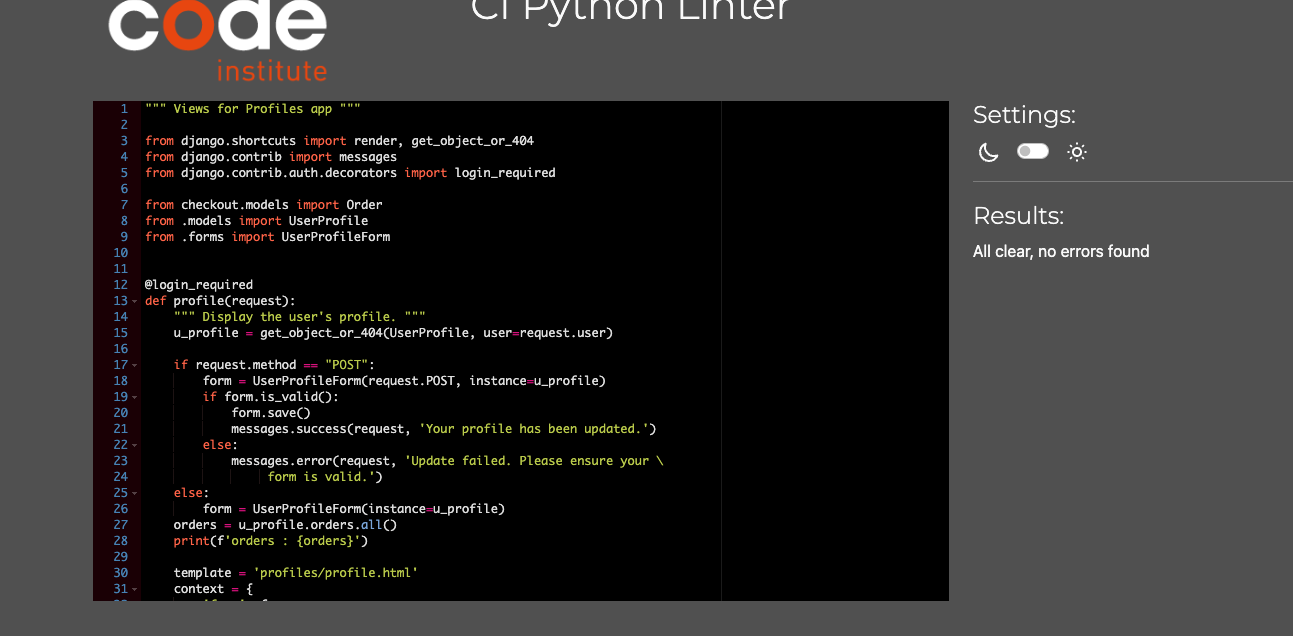 code
institute
CI Python Linter
1 """ Views for Profiles app """
2
3 from django.shortcuts import render, get_object_or_404
4 from django.contrib import messages
5 from django.contrib.auth.decorators import login_required
6
7 from checkout.models import Order
8 from .models import UserProfile
9 from .forms import UserProfileForm
10
11
12 @login_required
13 def profile(request):
14     """ Display the user's profile. """
15     u_profile = get_object_or_404(UserProfile, user=request.user)
16
17     if request.method == "POST":
18         form = UserProfileForm(request.POST, instance=u_profile)
19         if form.is_valid():
20             form.save()
21             messages.success(request, 'Your profile has been updated.')
22         else:
23             messages.error(request, 'Update failed. Please ensure your \
24                  form is valid.')
25     else:
26         form = UserProfileForm(instance=u_profile)
27     orders = u_profile.orders.all()
28     print(f'orders : {orders}')
29
30     template = 'profiles/profile.html'
31     context = {
Settings:
Results:
All clear, no errors found